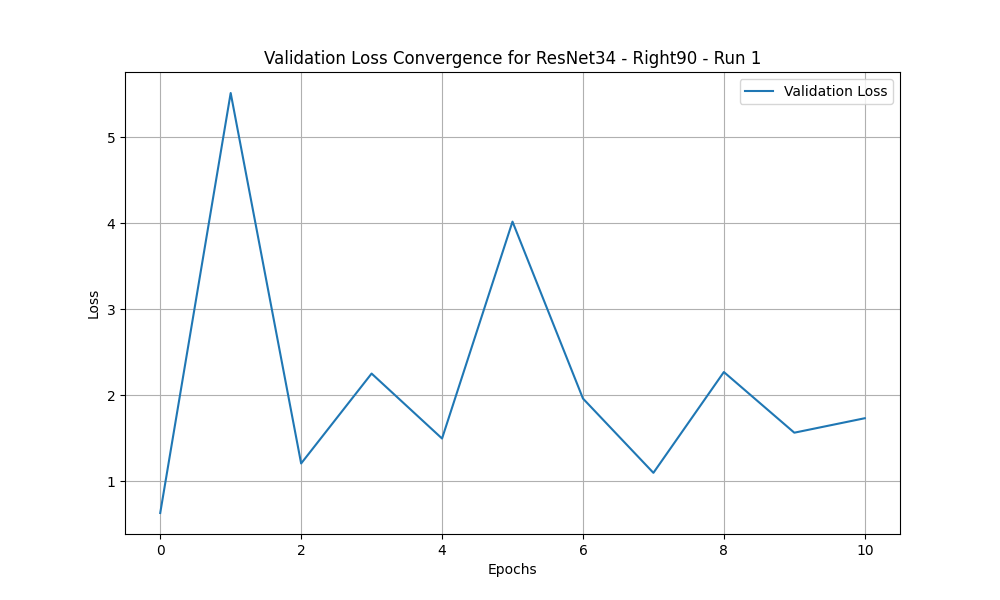 Validation Loss Convergence for ResNet34 - Right90 - Run 1
Validation Loss
5
4
3
2
1
Loss
0 2 4 6 8 10
Epochs